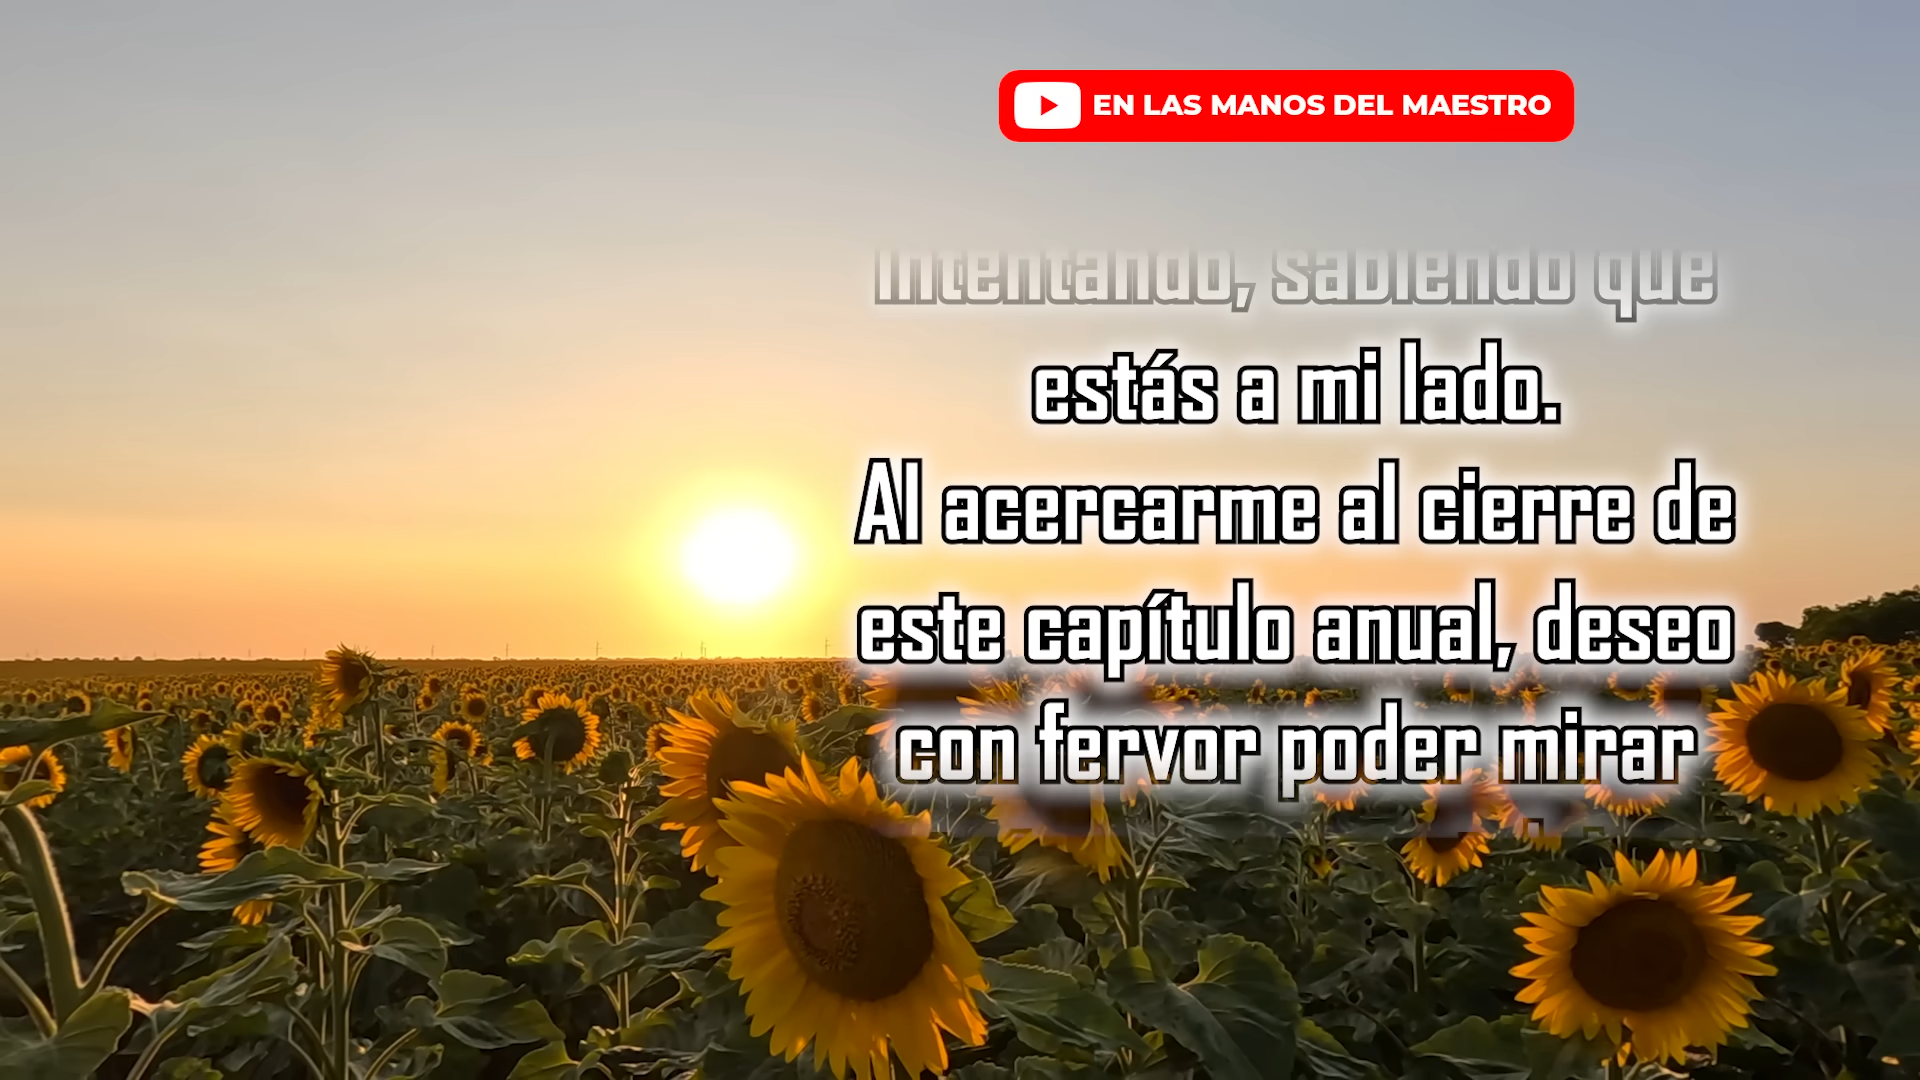 EN LAS MANOS DEL MAESTRO
intentando, sabiendo que
estás a mi lado.
Al acercarme al cierre de
este capítulo anual, deseo
con fervor poder mirar